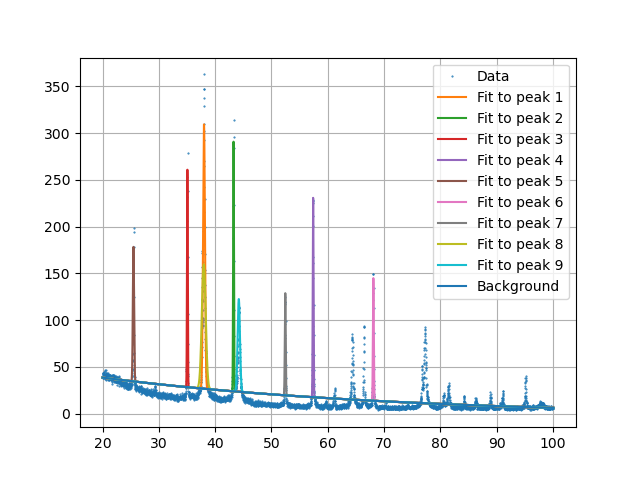 350
300
250
200
150
100
50
0
20 30 40 50 60 70 80 90 100
Data
Fit to peak 1
Fit to peak 2
Fit to peak 3
Fit to peak 4
Fit to peak 5
Fit to peak 6
Fit to peak 7
Fit to peak 8
Fit to peak 9
Background